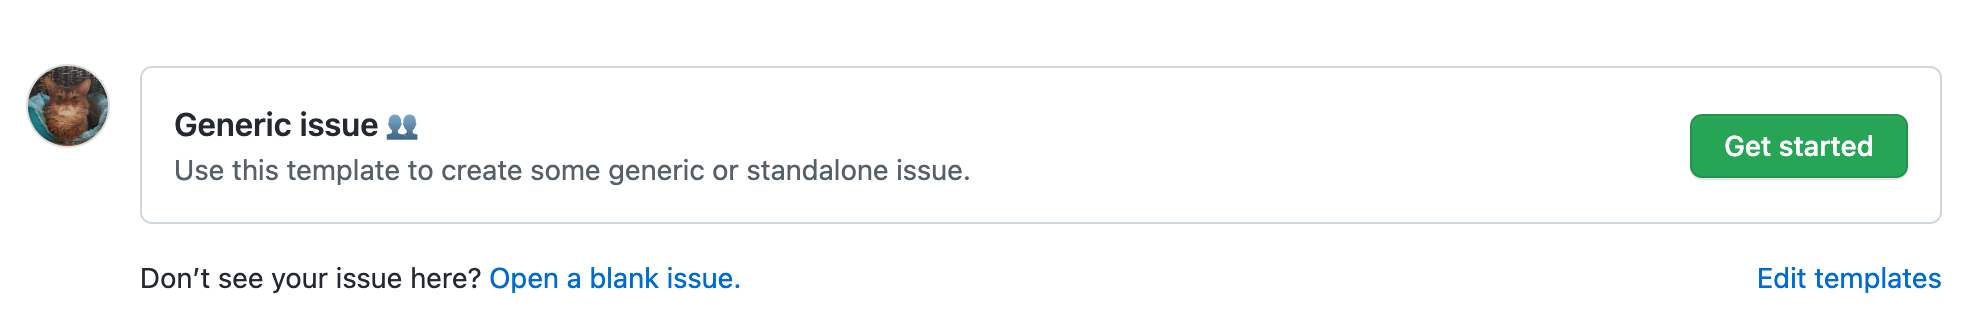 Generic issue 👥
Use this template to create some generic or standalone issue.
Get started
Don’t see your issue here? Open a blank issue.
Edit templates